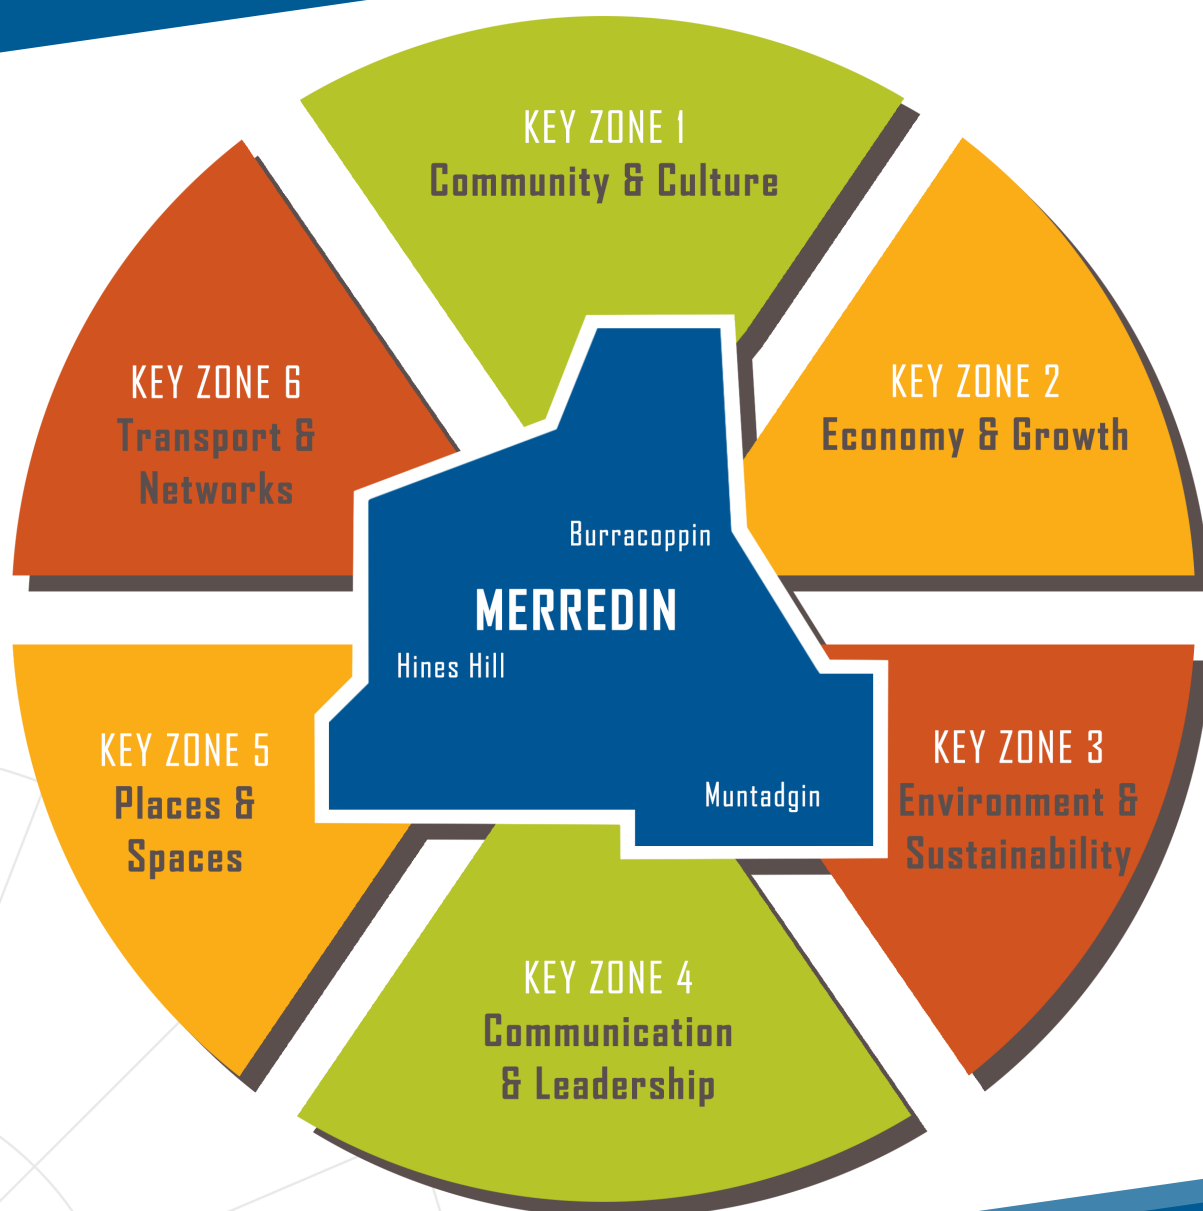 KEY ZONE 1
Community & Culture
KEY ZONE 2
Economy & Growth
KEY ZONE 3
Environment &
Sustainability
KEY ZONE 4
Communication
& Leadership
KEY ZONE 5
Places &
Spaces
KEY ZONE 6
Transport &
Networks
Burracoppin
MERREDIN
Hines Hill
Muntadgin